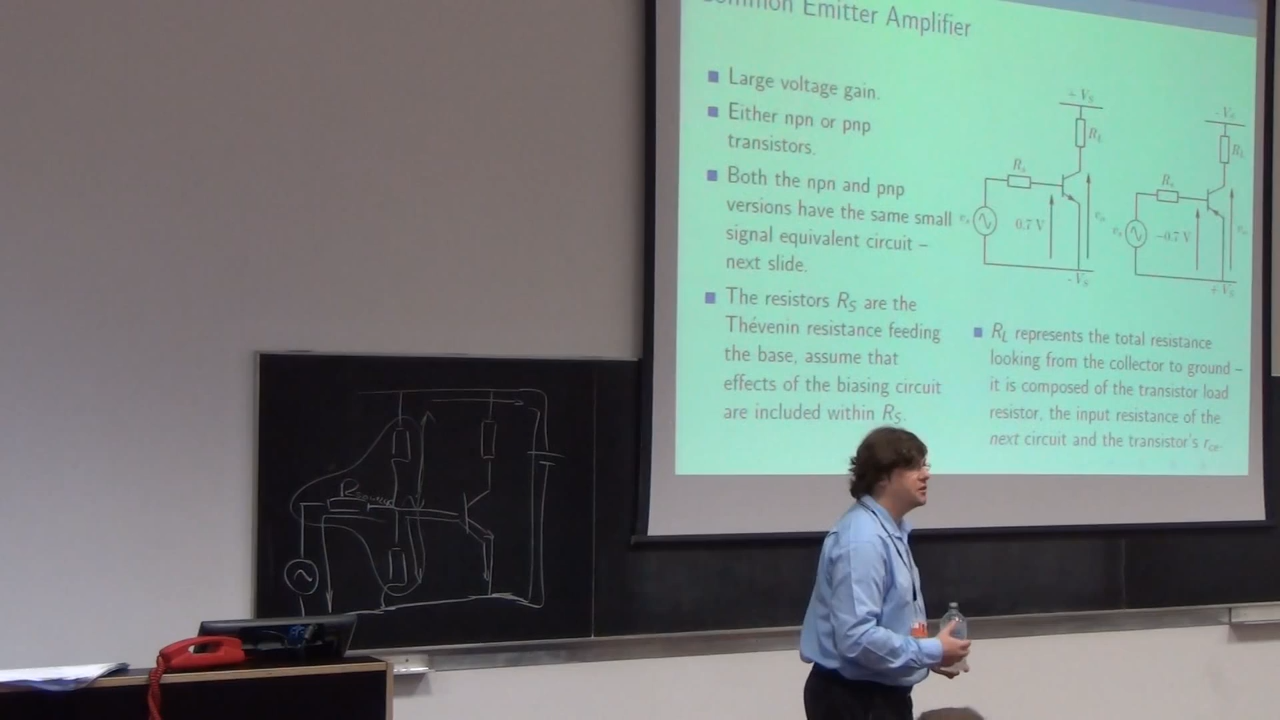 Common Emitter Amplifier
Large voltage gain.
Either npn or pnp
transistors.
Both the npn and pnp
versions have the same small
signal equivalent circuit –
next slide.
The resistors R_S are the
Thévenin resistance feeding
the base, assume that
effects of the biasing circuit
are included within R_S.
+ V_S
R_L
R_s
0.7 V
- V_S
- V_S
R_L
R_s
−0.7 V
+ V_S
R_L represents the total resistance
looking from the collector to ground –
it is composed of the transistor load
resistor, the input resistance of the
next circuit and the transistor's r_ce.
R_source